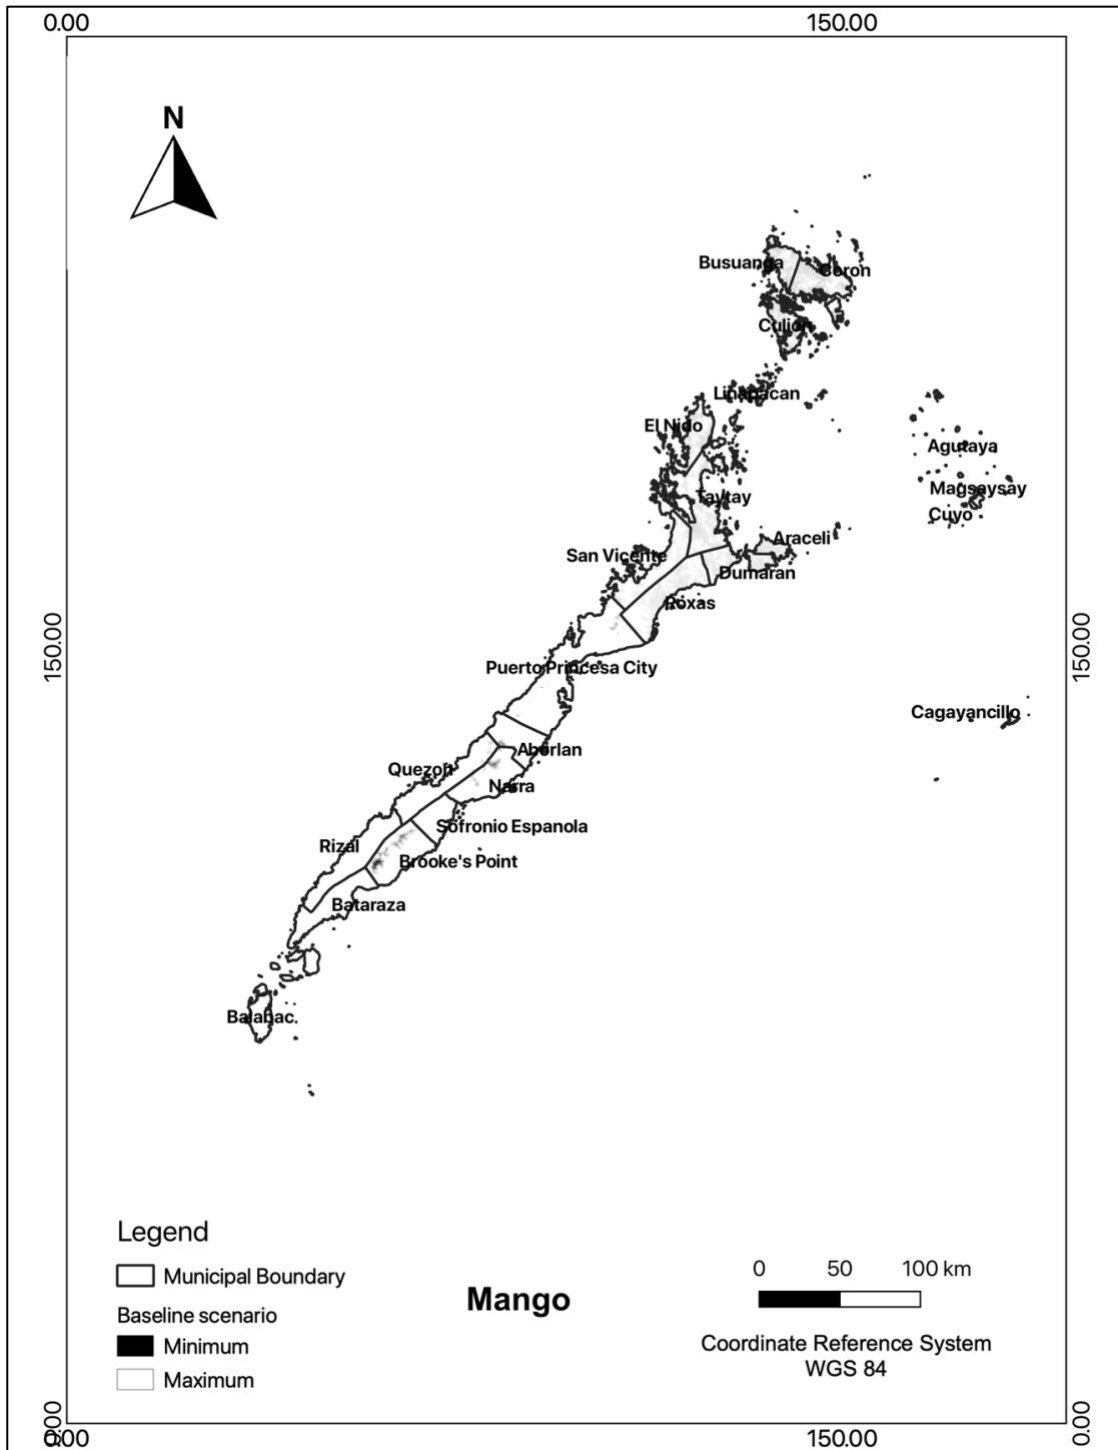 0.00 150.00
N
Busuanga
Coron
Culion
Linapacan
El Nido
Agutaya
Magsaysay
Taytay
Cuyo
Araceli
San Vicente
Dumaran
Roxas
150.00
150.00
Puerto Princesa City
Cagayancillo
Aborlan
Quezon
Narra
Sofronio Espanola
Rizal
Brooke's Point
Bataraza
Balabac
Legend
Municipal Boundary
Baseline scenario
Minimum
Maximum
Mango
0 50 100 km
Coordinate Reference System
WGS 84
0.00
0.00
0.00 150.00